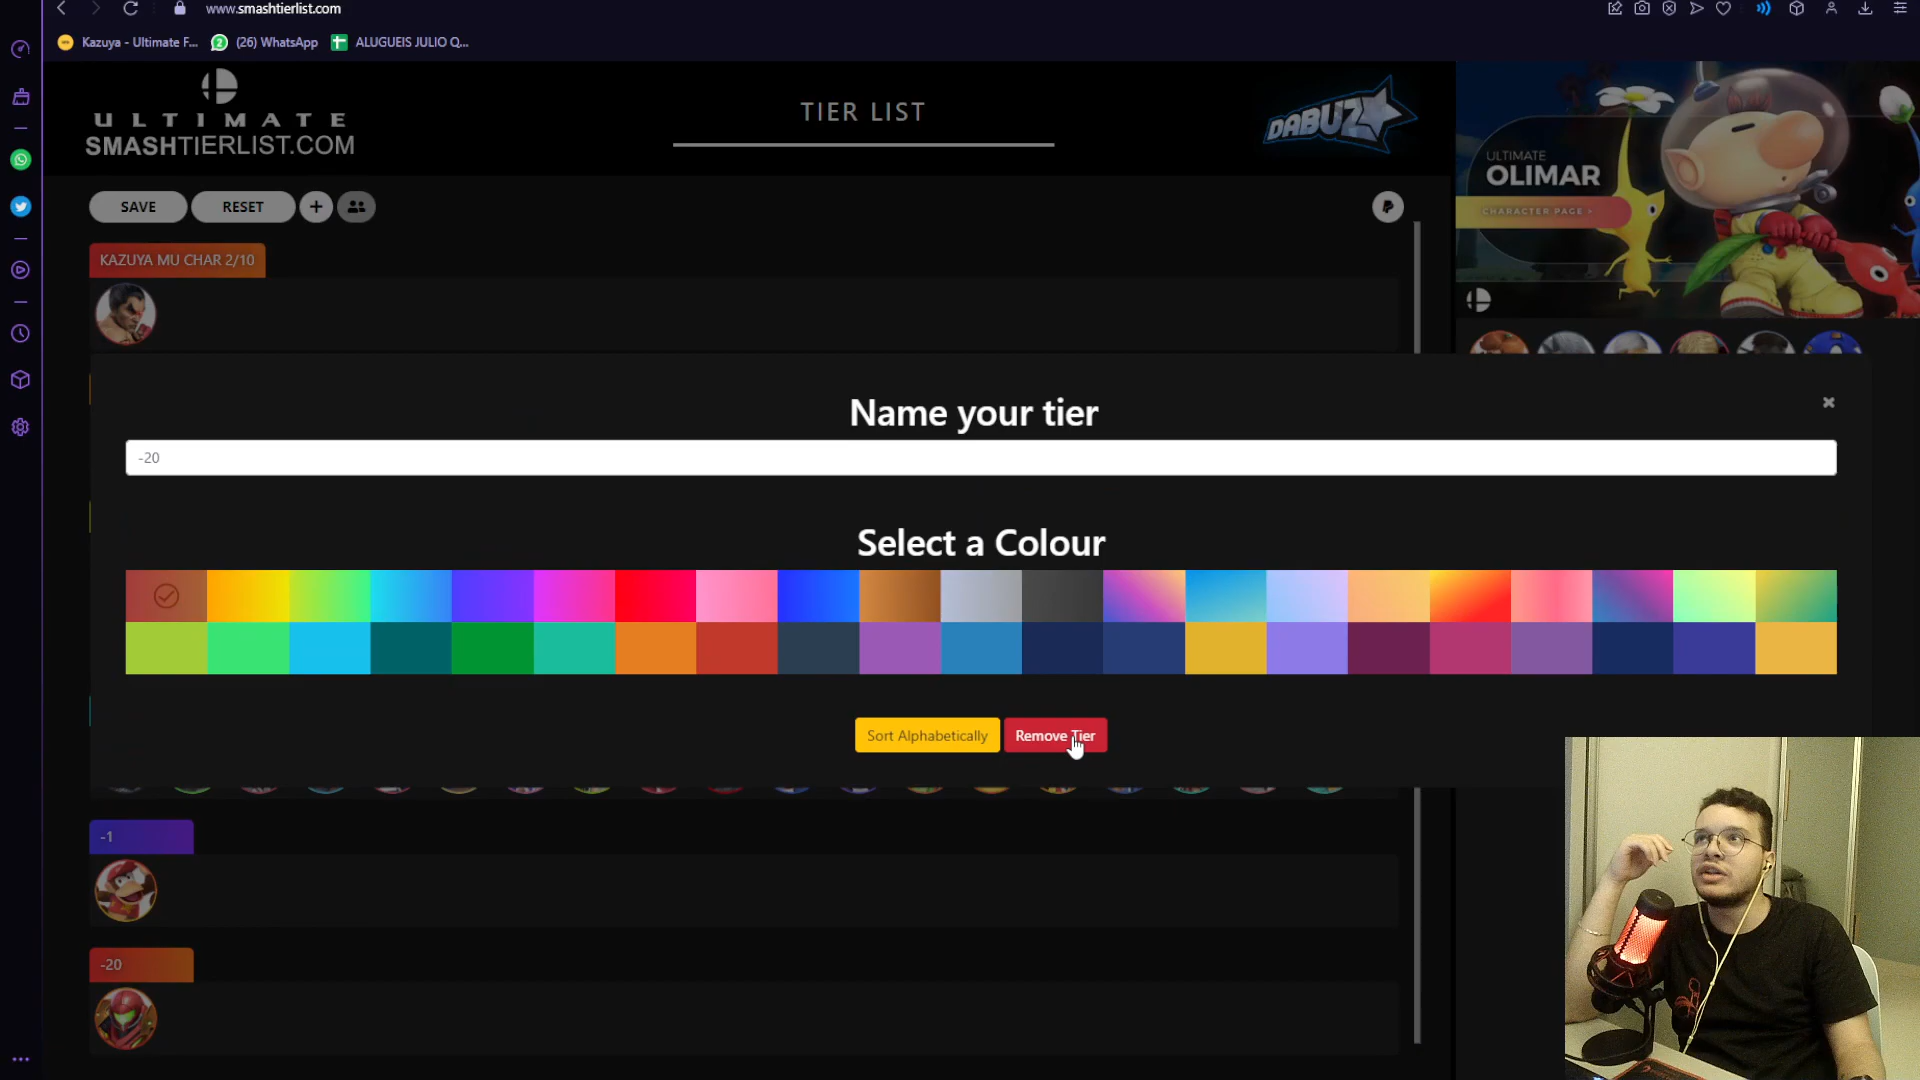 www.smashtierlist.com
Kazuya - Ultimate F...
2
(26) WhatsApp
ALUGUEIS JULIO Q...
ULTIMATE
SMASHTIERLIST.COM
TIER LIST
DABUZ
ULTIMATE
OLIMAR
CHARACTER PAGE >
SAVE
RESET
+
KAZUYA MU CHAR 2/10
Name your tier
-20
Select a Colour
Sort Alphabetically
Remove Tier
-1
-20